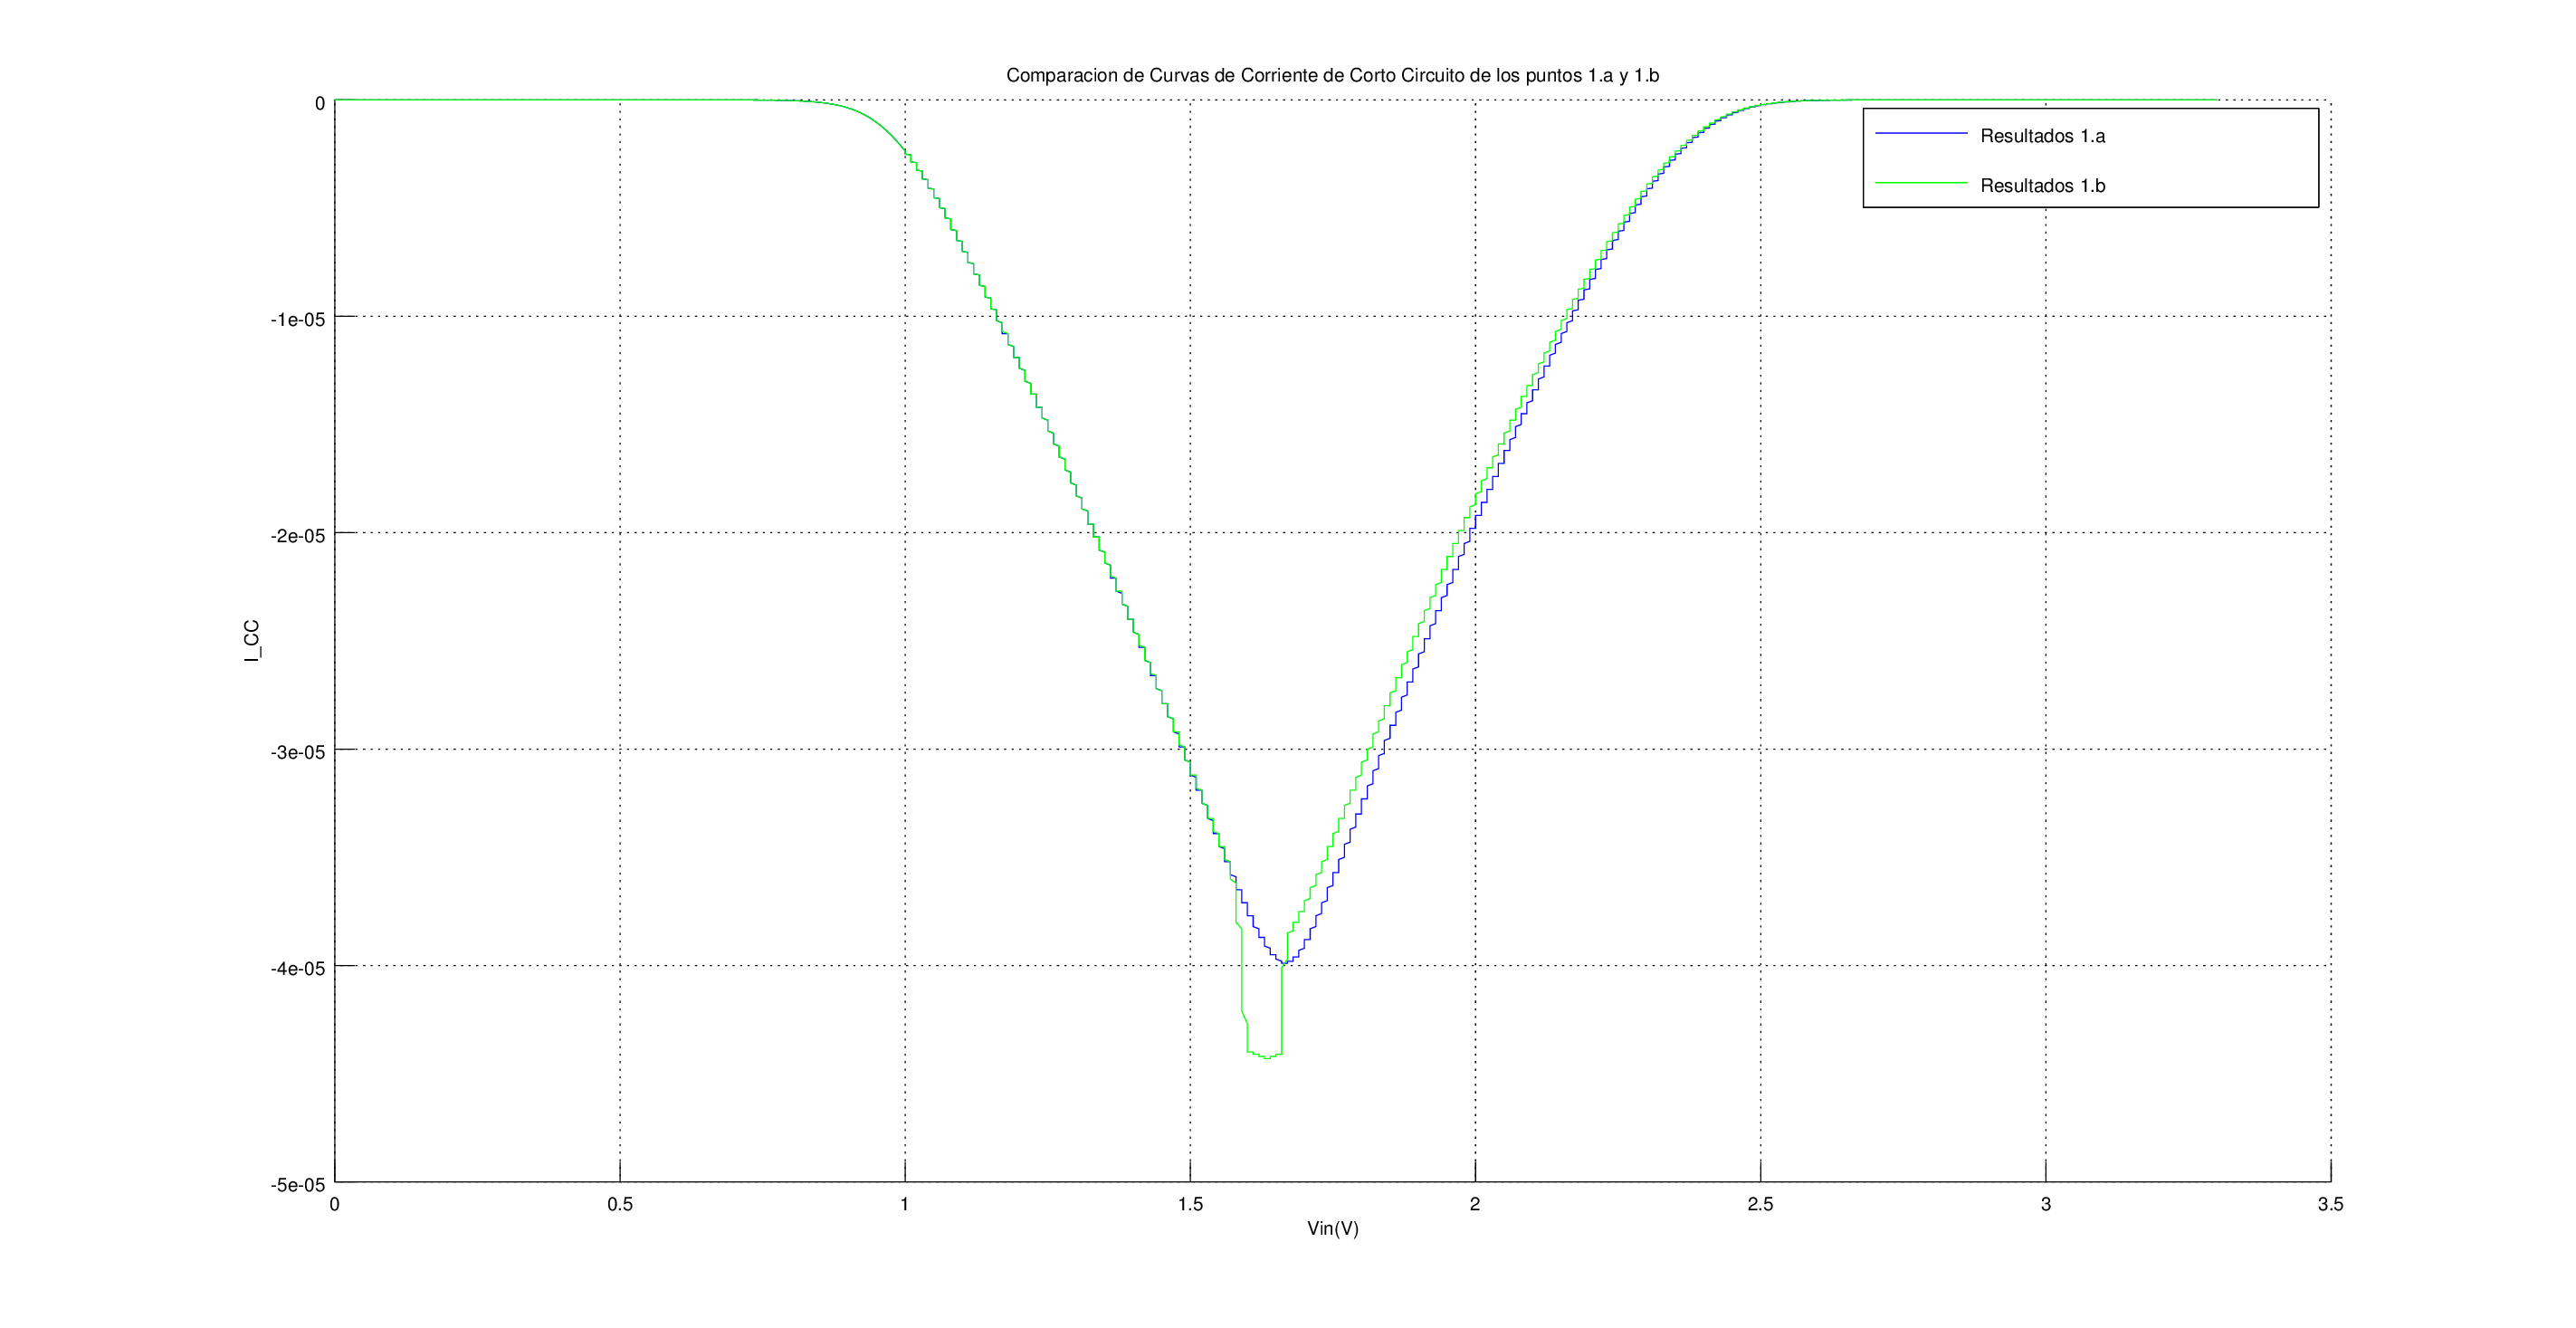 Comparacion de Curvas de Corriente de Corto Circuito de los puntos 1.a y 1.b
0
Resultados 1.a
Resultados 1.b
-1e-05
-2e-05
I_CC
-3e-05
-4e-05
-5e-05
0 0.5 1 1.5 2 2.5 3 3.5
Vin(V)